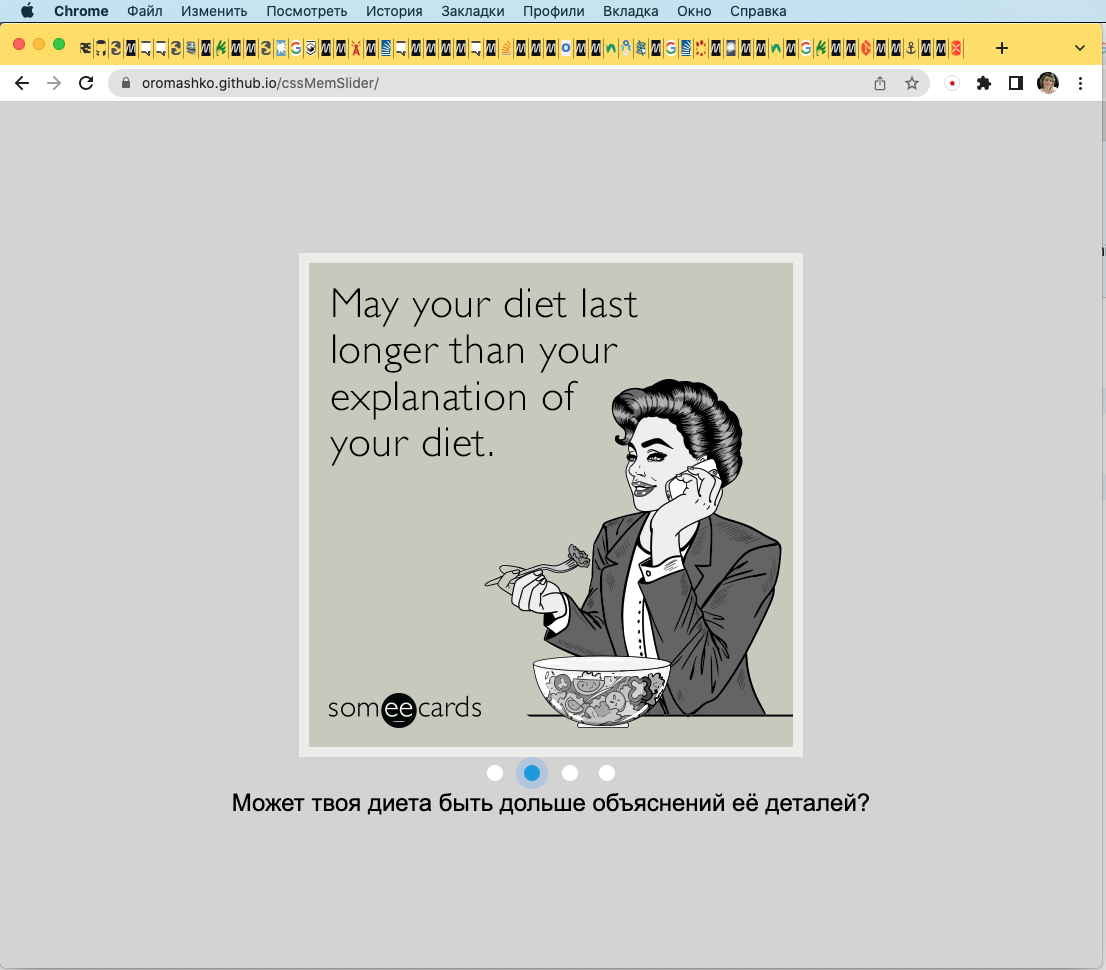 Chrome Файл Изменить Посмотреть История Закладки Профили Вкладка Окно Справка
oromashko.github.io/cssMemSlider/
May your diet last
longer than your
explanation of
your diet.
someecards
Может твоя диета быть дольше объяснений её деталей?